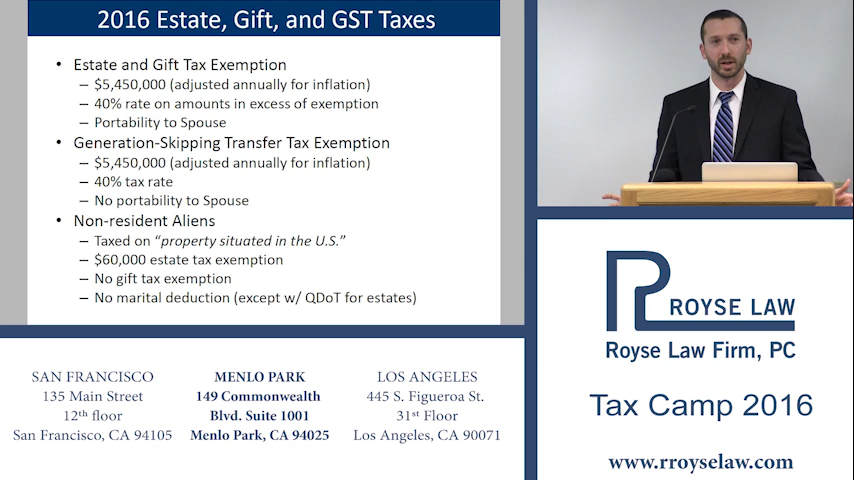 2016 Estate, Gift, and GST Taxes
• Estate and Gift Tax Exemption
– $5,450,000 (adjusted annually for inflation)
– 40% rate on amounts in excess of exemption
– Portability to Spouse
• Generation-Skipping Transfer Tax Exemption
– $5,450,000 (adjusted annually for inflation)
– 40% tax rate
– No portability to Spouse
• Non-resident Aliens
– Taxed on “property situated in the U.S.”
– $60,000 estate tax exemption
– No gift tax exemption
– No marital deduction (except w/ QDoT for estates)
SAN FRANCISCO
135 Main Street
12th floor
San Francisco, CA 94105
MENLO PARK
149 Commonwealth
Blvd. Suite 1001
Menlo Park, CA 94025
LOS ANGELES
445 S. Figueroa St.
31st Floor
Los Angeles, CA 90071
ROYSE LAW
Royse Law Firm, PC
Tax Camp 2016
www.rroyselaw.com